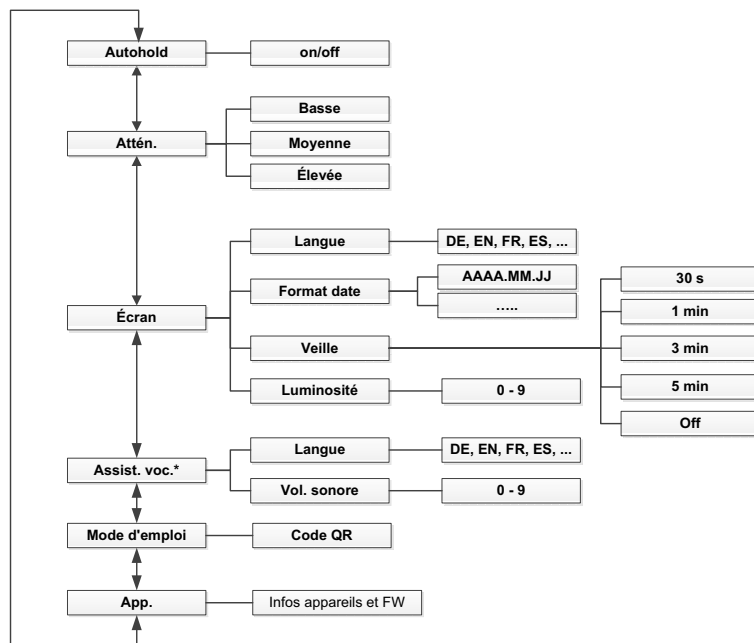 Autohold
on/off
Attén.
Basse
Moyenne
Élevée
Écran
Langue
DE, EN, FR, ES, ...
Format date
AAAA.MM.JJ
.....
Veille
30 s
1 min
3 min
5 min
Off
Luminosité
0 - 9
Assist. voc.*
Langue
DE, EN, FR, ES, ...
Vol. sonore
0 - 9
Mode d'emploi
Code QR
App.
Infos appareils et FW